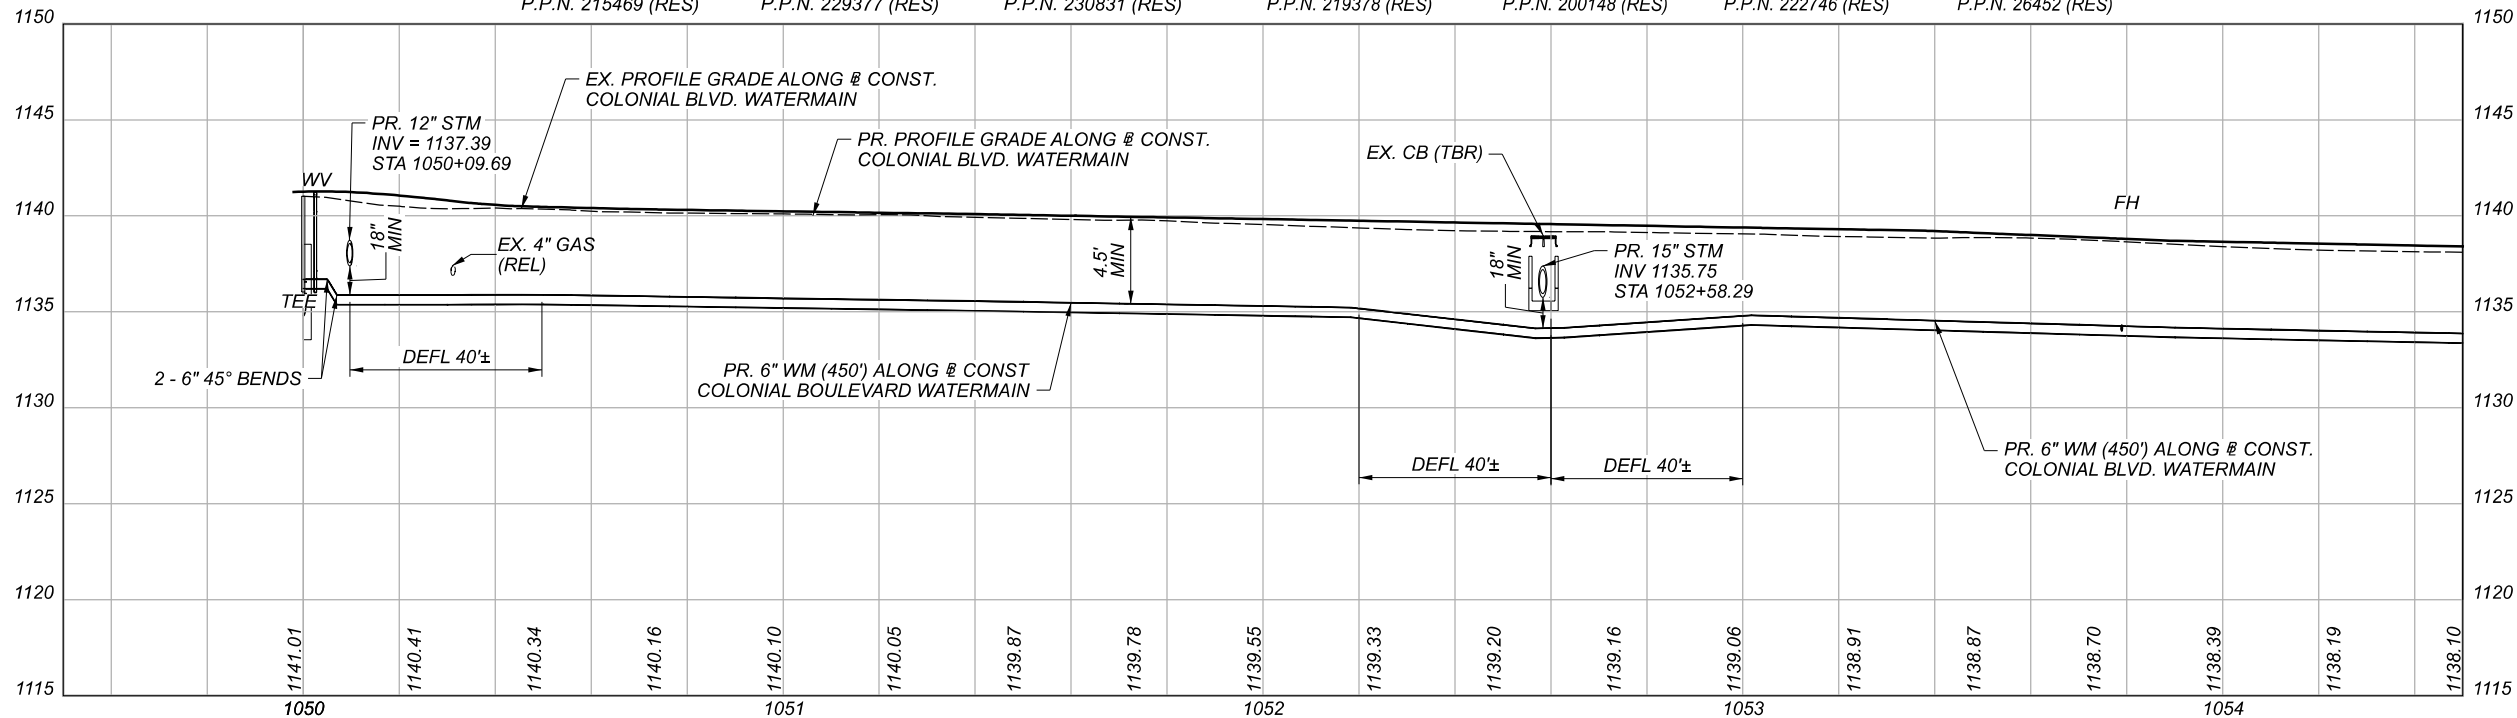 P.P.N. 215469 (RES) P.P.N. 229377 (RES) P.P.N. 230831 (RES) P.P.N. 219378 (RES) P.P.N. 200148 (RES) P.P.N. 222746 (RES) P.P.N. 26452 (RES)
1150 1150
EX. PROFILE GRADE ALONG ⅊ CONST.
COLONIAL BLVD. WATERMAIN
1145 1145
PR. 12" STM
INV = 1137.39
STA 1050+09.69
PR. PROFILE GRADE ALONG ⅊ CONST.
COLONIAL BLVD. WATERMAIN
EX. CB (TBR)
WV
FH
1140 1140
18"
MIN
EX. 4" GAS
(REL)
4.5'
MIN
18"
MIN
PR. 15" STM
INV 1135.75
STA 1052+58.29
1135 1135
TEE
DEFL 40'±
2 - 6" 45° BENDS
PR. 6" WM (450') ALONG ⅊ CONST
COLONIAL BOULEVARD WATERMAIN
1130 1130
DEFL 40'± DEFL 40'±
PR. 6" WM (450') ALONG ⅊ CONST.
COLONIAL BLVD. WATERMAIN
1125 1125
1120 1120
1141.01 1140.41 1140.34 1140.16 1140.10 1140.05 1139.87 1139.78 1139.55 1139.33 1139.20 1139.16 1139.06 1138.91 1138.87 1138.70 1138.39 1138.19 1138.10
1115 1115
1050 1051 1052 1053 1054